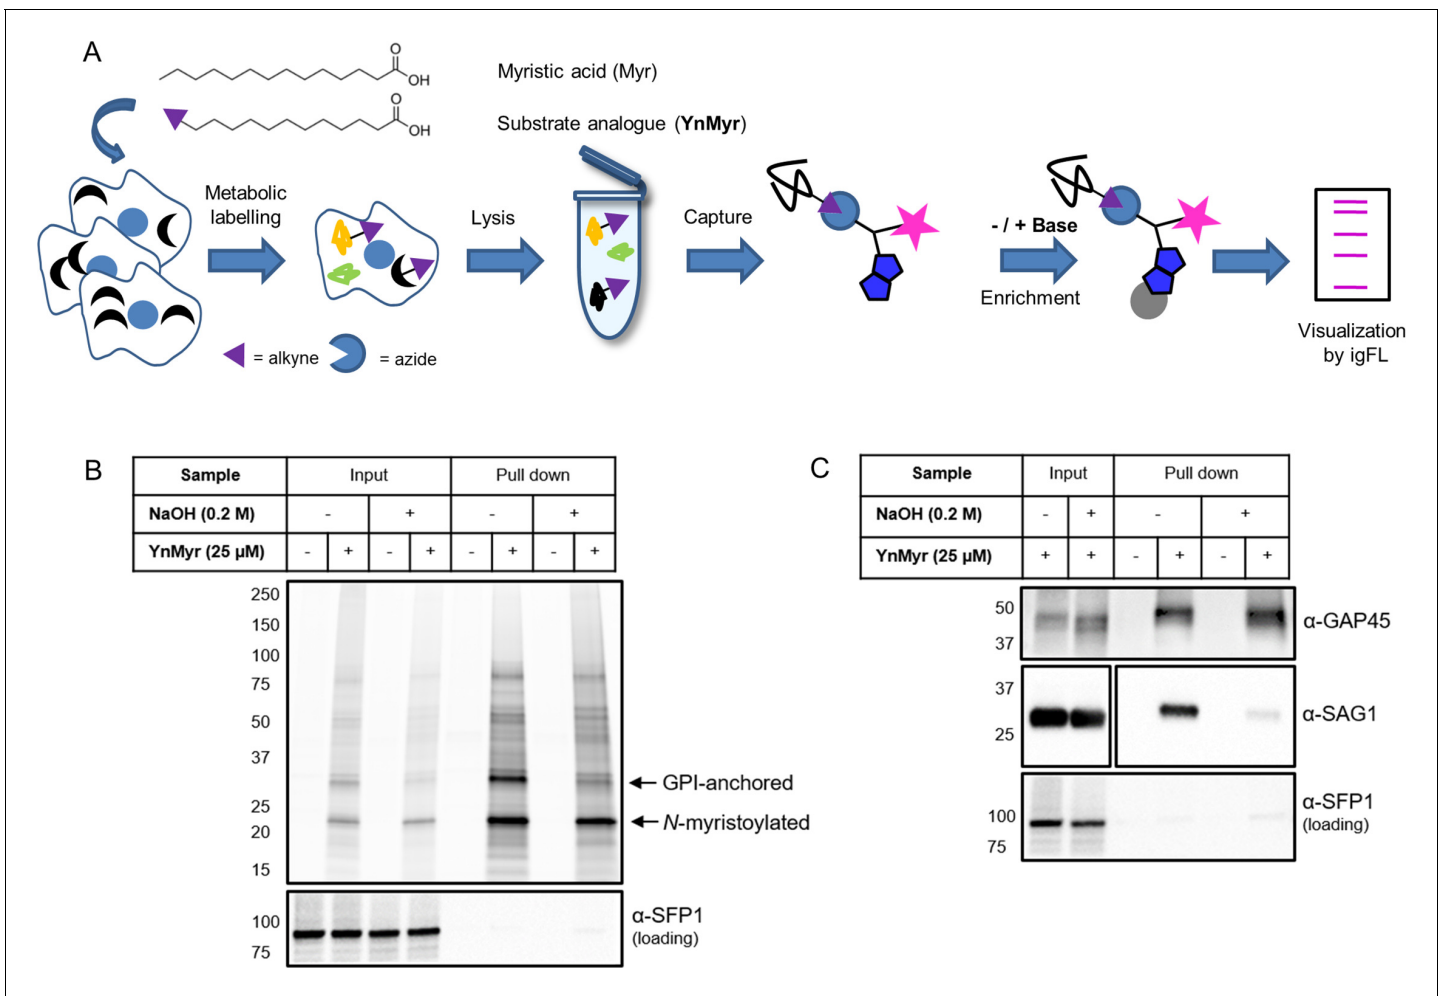 A
O
OH
Myristic acid (Myr)
O
OH
Substrate analogue (YnMyr)
Metabolic
labelling
Lysis
Capture
- / + Base
Enrichment
Visualization
by igFL
= alkyne
= azide
B
Sample Input Pull down
NaOH (0.2 M) - + - +
YnMyr (25 µM) - + - + - + - +
250
150
100
75
50
37
25
20
15
GPI-anchored
N-myristoylated
100
75
α-SFP1
(loading)
C
Sample Input Pull down
NaOH (0.2 M) - + - +
YnMyr (25 µM) + + - + - +
50
37
α-GAP45
37
25
α-SAG1
100
75
α-SFP1
(loading)